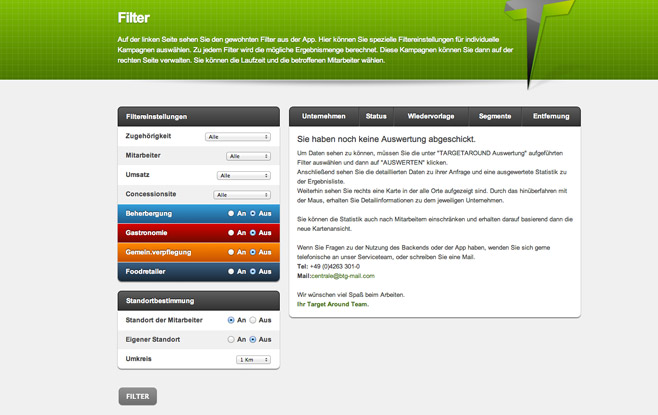 Filter
Auf der linken Seite sehen Sie den gewohnten Filter aus der App. Hier können Sie spezielle Filtereinstellungen für individuelle
Kampagnen auswählen. Zu jedem Filter wird die mögliche Ergebnismenge berechnet. Diese Kampagnen können Sie dann auf der
rechten Seite verwalten. Sie können die Laufzeit und die betroffenen Mitarbeiter wählen.
Filtereinstellungen
Zugehörigkeit Alle
Mitarbeiter Alle
Umsatz Alle
Concessionsite Alle
Beherbergung An Aus
Gastronomie An Aus
Gemein.verpflegung An Aus
Foodretailer An Aus
Standortbestimmung
Standort der Mitarbeiter An Aus
Eigener Standort An Aus
Umkreis 1 Km
FILTER
Unternehmen Status Wiedervorlage Segmente Entfernung
Sie haben noch keine Auswertung abgeschickt.
Um Daten sehen zu können, müssen Sie die unter "TARGETAROUND Auswertung" aufgeführten
Filter auswählen und dann auf "AUSWERTEN" klicken.
Anschließend sehen Sie die detaillierten Daten zu ihrer Anfrage und eine ausgewertete Statistik zu
der Ergebnisliste.
Weiterhin sehen Sie rechts eine Karte in der alle Orte aufgezeigt sind. Durch das hinüberfahren mit
der Maus, erhalten Sie Detailinformationen zu dem jeweiligen Unternehmen.
Sie können die Statistik auch nach Mitarbeitern einschränken und erhalten darauf basierend dann die
neue Kartenansicht.
Wenn Sie Fragen zu der Nutzung des Backends oder der App haben, wenden Sie sich gerne
telefonische an unser Serviceteam, oder schreiben Sie eine Mail.
Tel: +49 (0)4263 301-0
Mail:centrale@btg-mail.com
Wir wünschen viel Spaß beim Arbeiten.
Ihr Target Around Team.